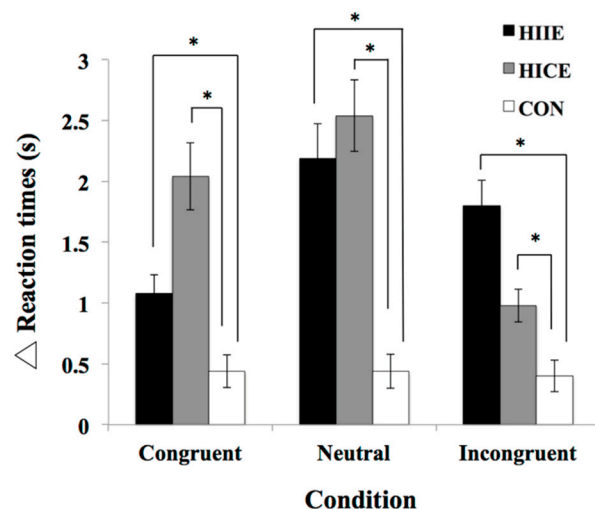 HIIE
HICE
CON
△ Reaction times (s)
3
2.5
2
1.5
1
0.5
0
*
*
*
*
*
*
Congruent
Neutral
Incongruent
Condition